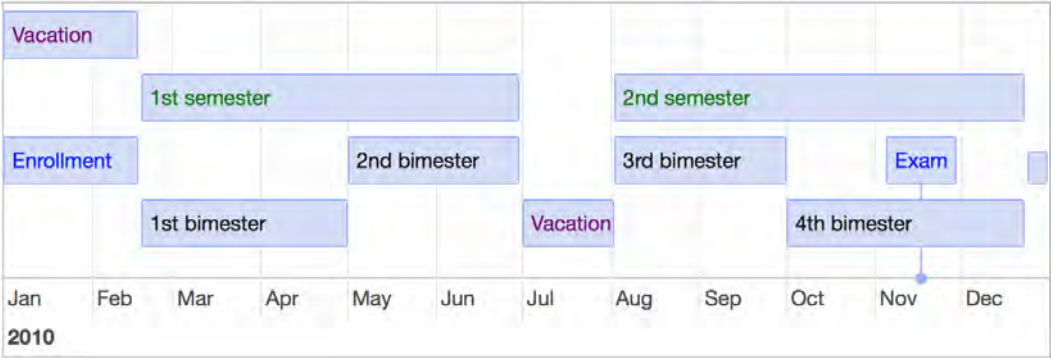 Vacation
1st semester 2nd semester
Enrollment 2nd bimester 3rd bimester Exam
1st bimester Vacation 4th bimester
Jan Feb Mar Apr May Jun Jul Aug Sep Oct Nov Dec
2010